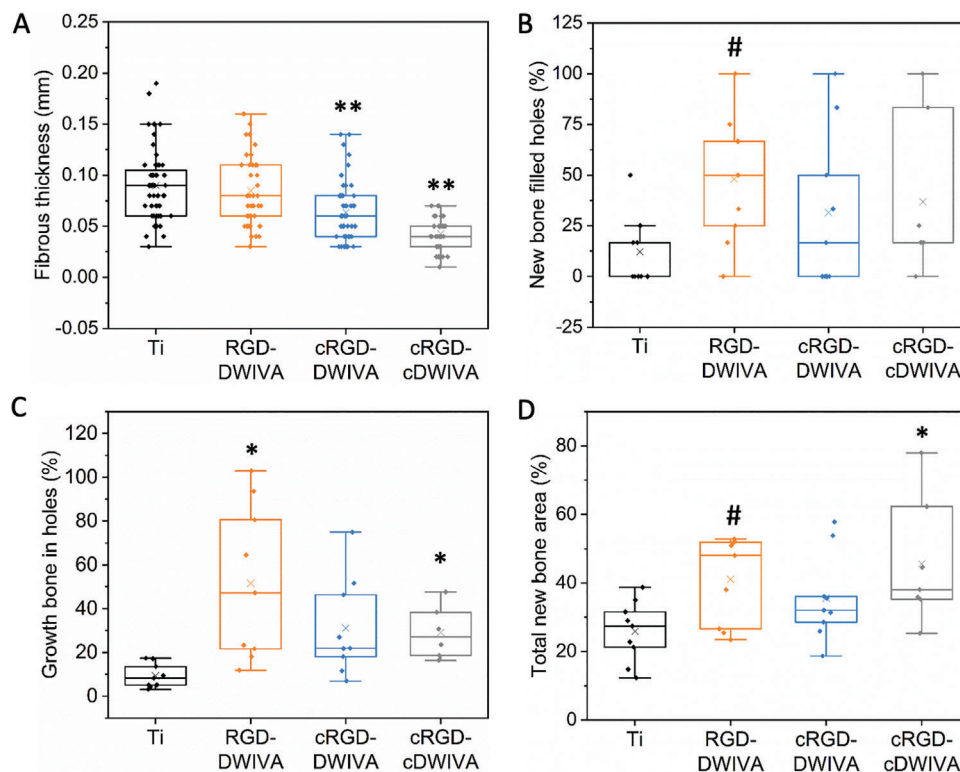 A
Fibrous thickness (mm)
0.25
0.20
0.15
0.10
0.05
0.00
-0.05
**
**
Ti
RGD-
DWIVA
cRGD-
DWIVA
cRGD-
cDWIVA
B
New bone filled holes (%)
125
100
75
50
25
0
-25
#
Ti
RGD-
DWIVA
cRGD-
DWIVA
cRGD-
cDWIVA
C
Growth bone in holes (%)
120
100
80
60
40
20
0
*
*
Ti
RGD-
DWIVA
cRGD-
DWIVA
cRGD-
cDWIVA
D
Total new bone area (%)
80
60
40
20
0
#
*
Ti
RGD-
DWIVA
cRGD-
DWIVA
cRGD-
cDWIVA